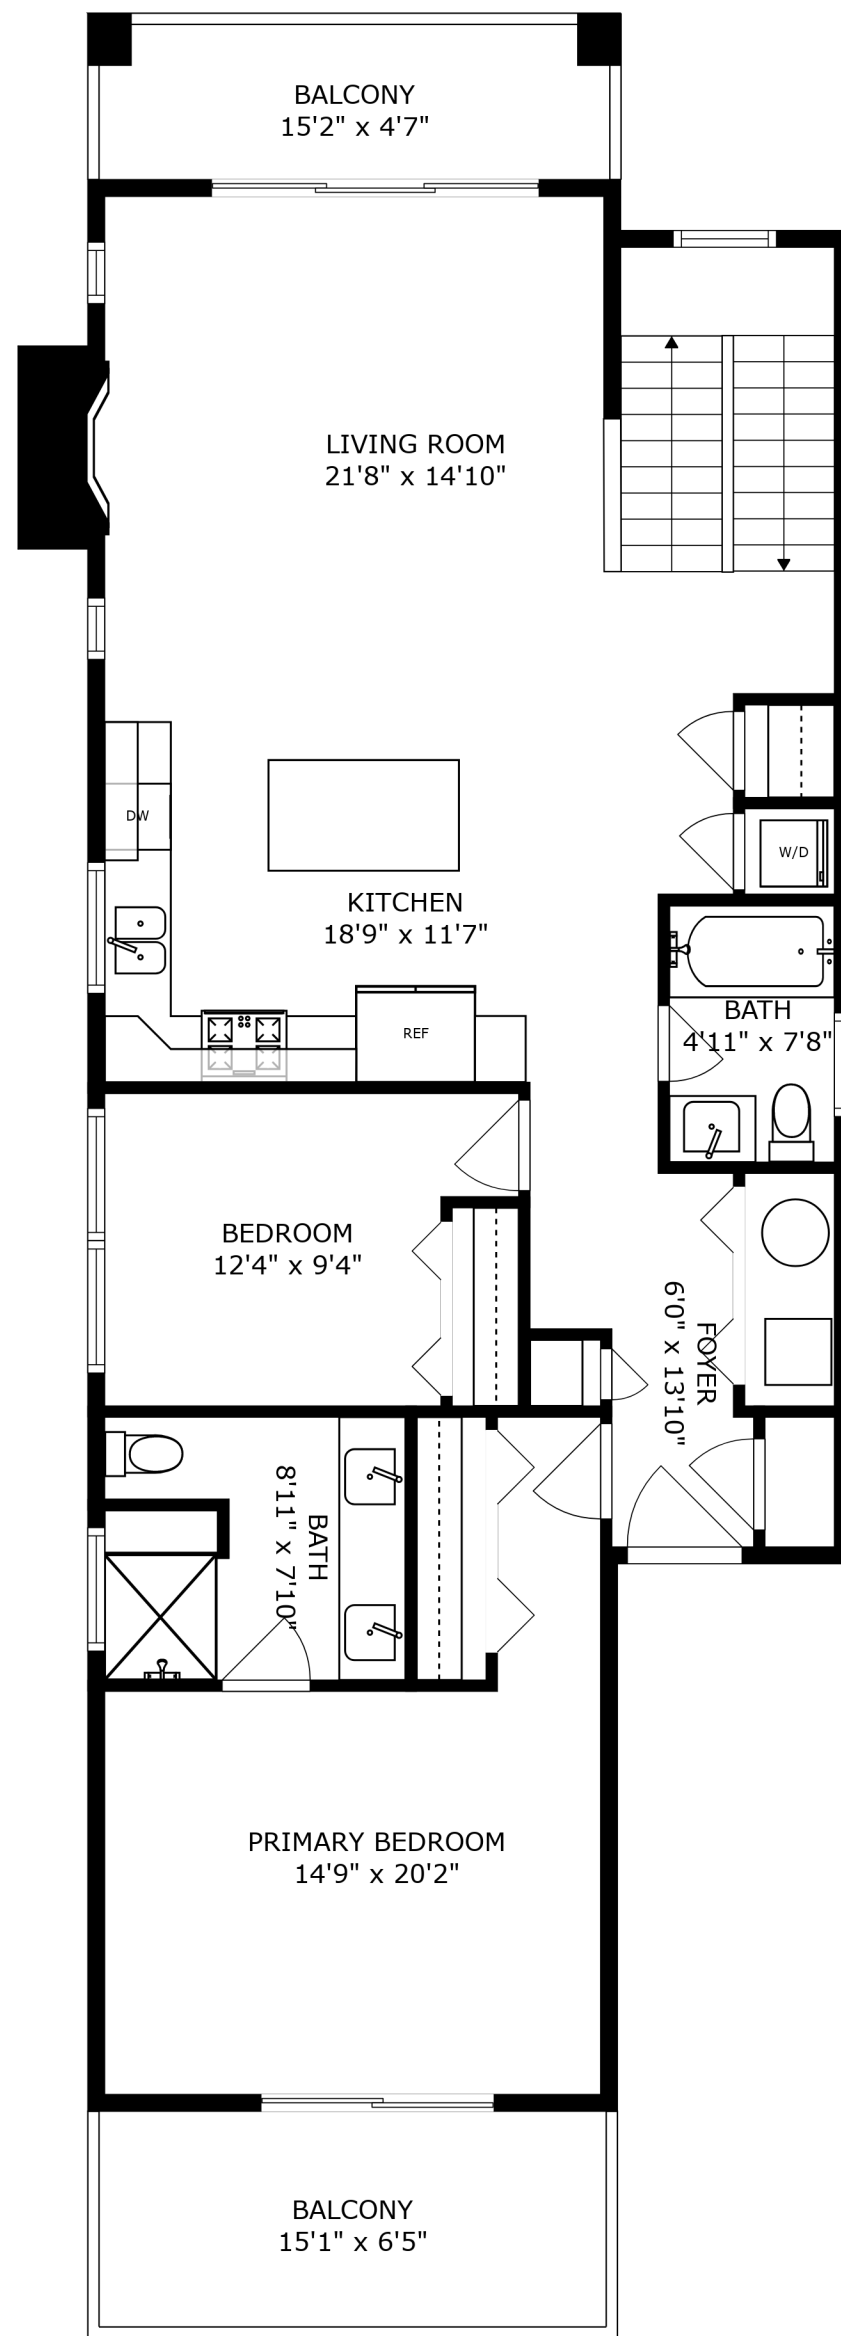 BALCONY
15'2" x 4'7"
LIVING ROOM
21'8" x 14'10"
DW
W/D
KITCHEN
18'9" x 11'7"
REF
BATH
4'11" x 7'8"
BEDROOM
12'4" x 9'4"
FOYER
6'0" x 13'10"
BATH
8'11" x 7'10"
PRIMARY BEDROOM
14'9" x 20'2"
BALCONY
15'1" x 6'5"